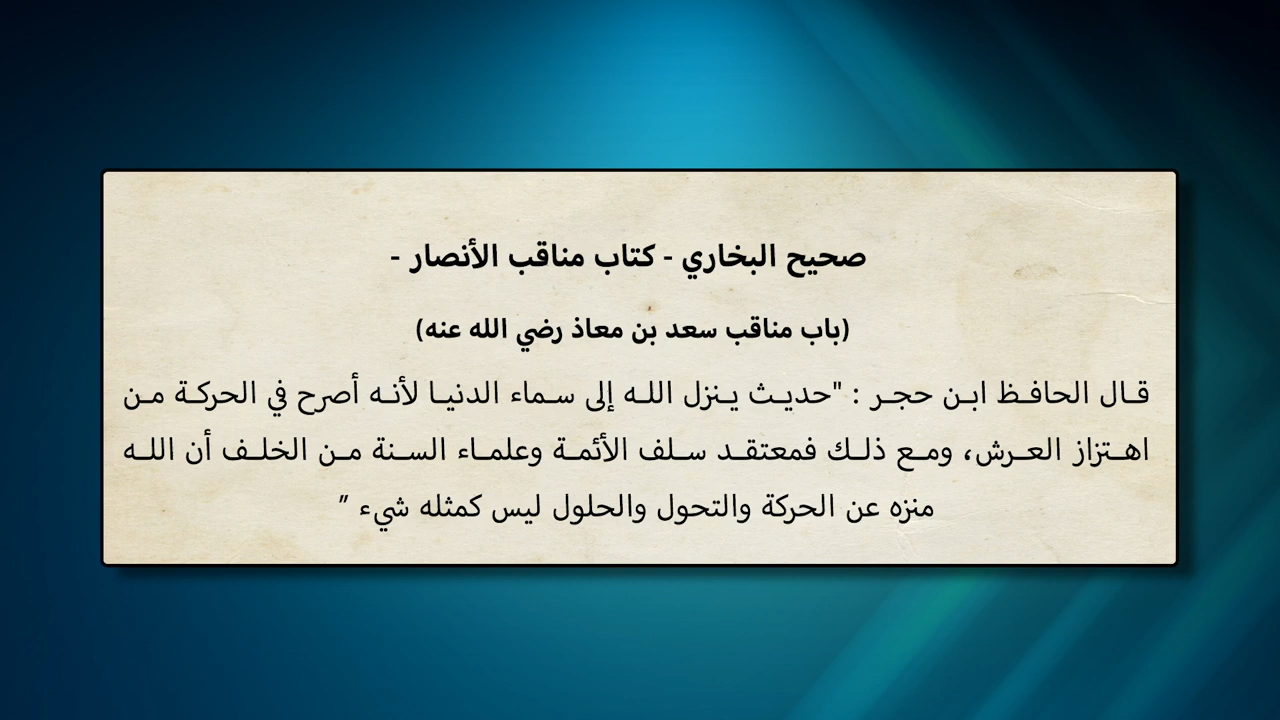 صحيح البخاري - كتاب مناقب الأنصار -
(باب مناقب سعد بن معاذ رضي الله عنه)
قال الحافظ ابن حجر : "حديث ينزل الله إلى سماء الدنيا لأنه أصرح في الحركة من
اهتزاز العرش، ومع ذلك فمعتقد سلف الأئمة وعلماء السنة من الخلف أن الله
منزه عن الحركة والتحول والحلول ليس كمثله شيء "